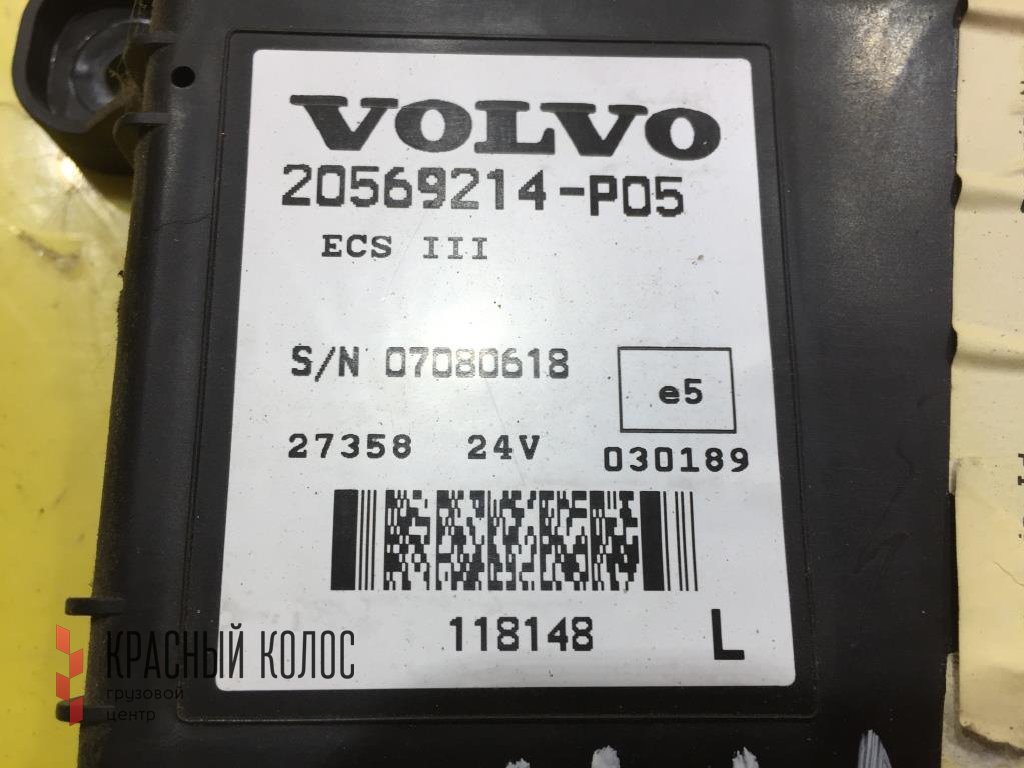 VOLVO
20569214-P05
ECS III
S/N 07080618
e5
27358 24V 030189
118148 L
КРАСНЫЙ КОЛОС
грузовой
центр